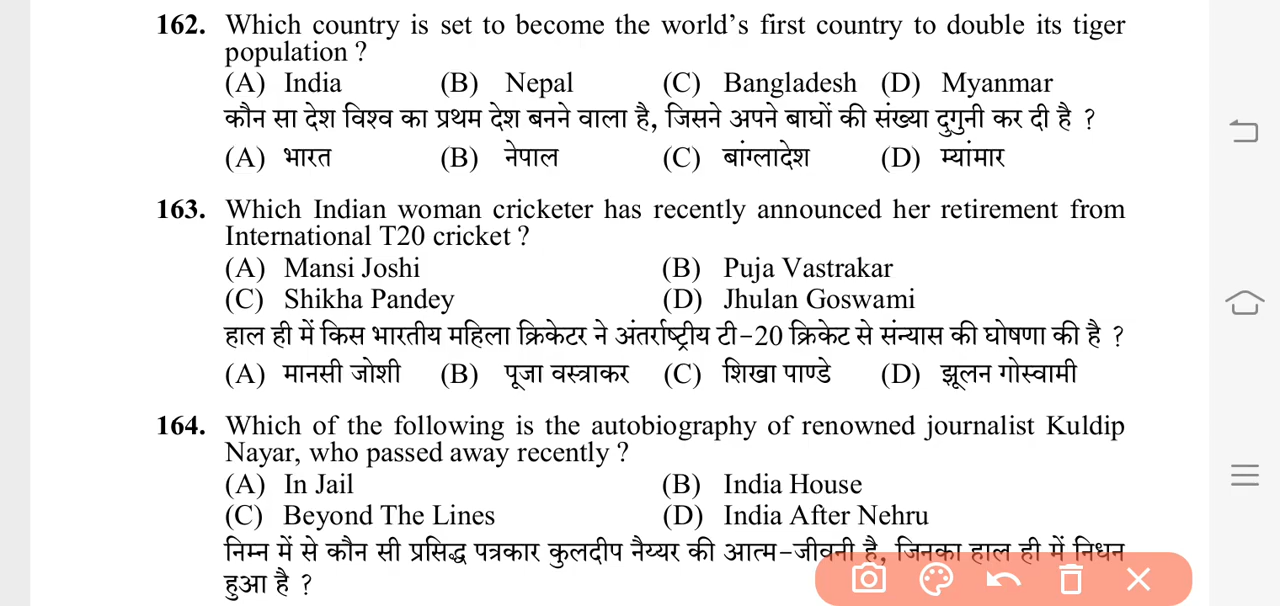 162. Which country is set to become the world's first country to double its tiger
population ?
(A) India (B) Nepal (C) Bangladesh (D) Myanmar
कौन सा देश विश्व का प्रथम देश बनने वाला है, जिसने अपने बाघों की संख्या दुगुनी कर दी है ?
(A) भारत (B) नेपाल (C) बांग्लादेश (D) म्यांमार
163. Which Indian woman cricketer has recently announced her retirement from
International T20 cricket ?
(A) Mansi Joshi (B) Puja Vastrakar
(C) Shikha Pandey (D) Jhulan Goswami
हाल ही में किस भारतीय महिला क्रिकेटर ने अंतर्राष्ट्रीय टी-20 क्रिकेट से संन्यास की घोषणा की है ?
(A) मानसी जोशी (B) पूजा वस्त्राकर (C) शिखा पाण्डे (D) झूलन गोस्वामी
164. Which of the following is the autobiography of renowned journalist Kuldip
Nayar, who passed away recently ?
(A) In Jail (B) India House
(C) Beyond The Lines (D) India After Nehru
निम्न में से कौन सी प्रसिद्ध पत्रकार कुलदीप नैय्यर की आत्म-जीवनी है, जिनका हाल ही में निधन
हुआ है ?